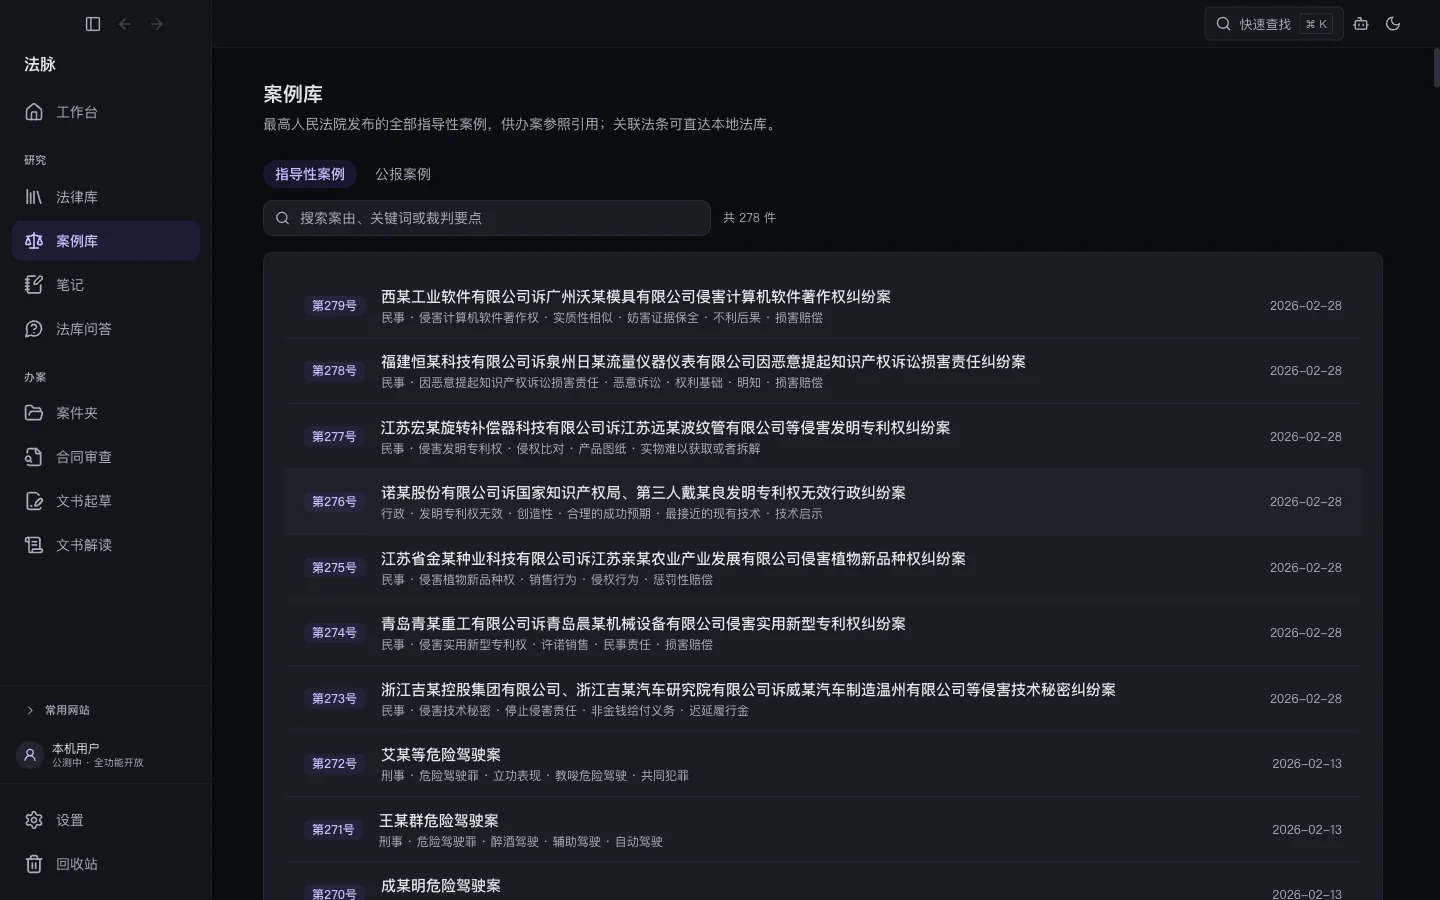 快速查找 ⌘ K
法脉
工作台
研究
法律库
案例库
笔记
法库问答
办案
案件夹
合同审查
文书起草
文书解读
常用网站
本机用户
公测中 · 全功能开放
设置
回收站
案例库
最高人民法院发布的全部指导性案例，供办案参照引用；关联法条可直达本地法库。
指导性案例 公报案例
搜索案由、关键词或裁判要点 共 278 件
第279号 西某工业软件有限公司诉广州沃某模具有限公司侵害计算机软件著作权纠纷案 2026-02-28
民事 · 侵害计算机软件著作权 · 实质性相似 · 妨害证据保全 · 不利后果 · 损害赔偿
第278号 福建恒某科技有限公司诉泉州日某流量仪器仪表有限公司因恶意提起知识产权诉讼损害责任纠纷案 2026-02-28
民事 · 因恶意提起知识产权诉讼损害责任 · 恶意诉讼 · 权利基础 · 明知 · 损害赔偿
第277号 江苏宏某旋转补偿器科技有限公司诉江苏远某波纹管有限公司等侵害发明专利权纠纷案 2026-02-28
民事 · 侵害发明专利权 · 侵权比对 · 产品图纸 · 实物难以获取或者拆解
第276号 诺某股份有限公司诉国家知识产权局、第三人戴某良发明专利权无效行政纠纷案 2026-02-28
行政 · 发明专利权无效 · 创造性 · 合理的成功预期 · 最接近的现有技术 · 技术启示
第275号 江苏省金某种业科技有限公司诉江苏亲某农业产业发展有限公司侵害植物新品种权纠纷案 2026-02-28
民事 · 侵害植物新品种权 · 销售行为 · 侵权行为 · 惩罚性赔偿
第274号 青岛青某重工有限公司诉青岛晨某机械设备有限公司侵害实用新型专利权纠纷案 2026-02-28
民事 · 侵害实用新型专利权 · 许诺销售 · 民事责任 · 损害赔偿
第273号 浙江吉某控股集团有限公司、浙江吉某汽车研究院有限公司诉威某汽车制造温州有限公司等侵害技术秘密纠纷案 2026-02-28
民事 · 侵害技术秘密 · 停止侵害责任 · 非金钱给付义务 · 迟延履行金
第272号 艾某等危险驾驶案 2026-02-13
刑事 · 危险驾驶罪 · 立功表现 · 教唆危险驾驶 · 共同犯罪
第271号 王某群危险驾驶案 2026-02-13
刑事 · 危险驾驶罪 · 醉酒驾驶 · 辅助驾驶 · 自动驾驶
第270号 成某明危险驾驶案 2026-02-13